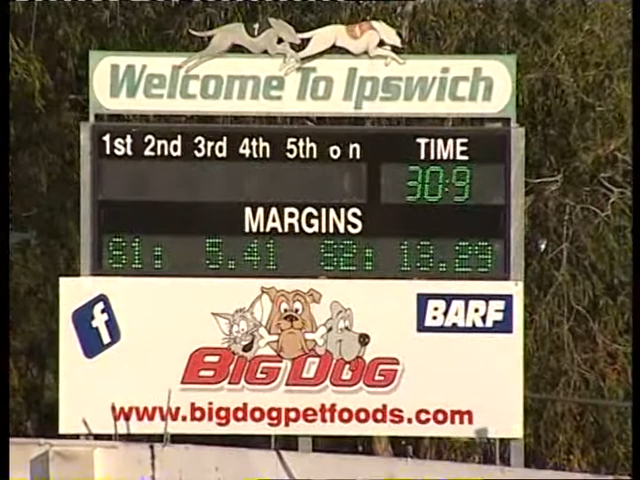 Welcome To Ipswich
1st 2nd 3rd 4th 5th o n TIME
30:9
MARGINS
S1: 5.41 S2: 18.29
f
BARF
BIG DOG
www.bigdogpetfoods.com